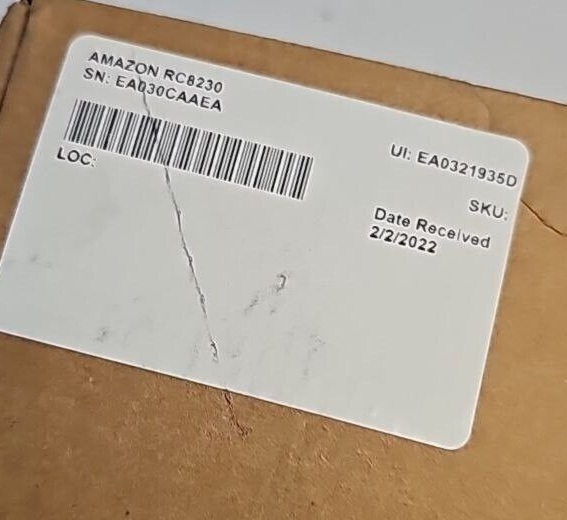 AMAZON RC8230
SN: EA030CAAEA
LOC:
UI: EA0321935D
SKU:
Date Received
2/2/2022